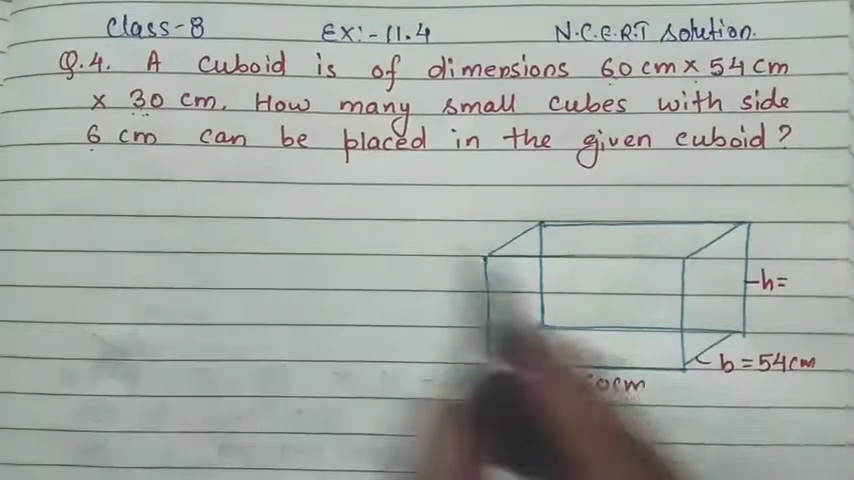 Class-8 Ex:-11.4 N.C.E.R.T solution.
Q.4. A cuboid is of dimensions 60 cm x 54 cm
x 30 cm. How many small cubes with side
6 cm can be placed in the given cuboid?
h=
b = 54cm
0cm